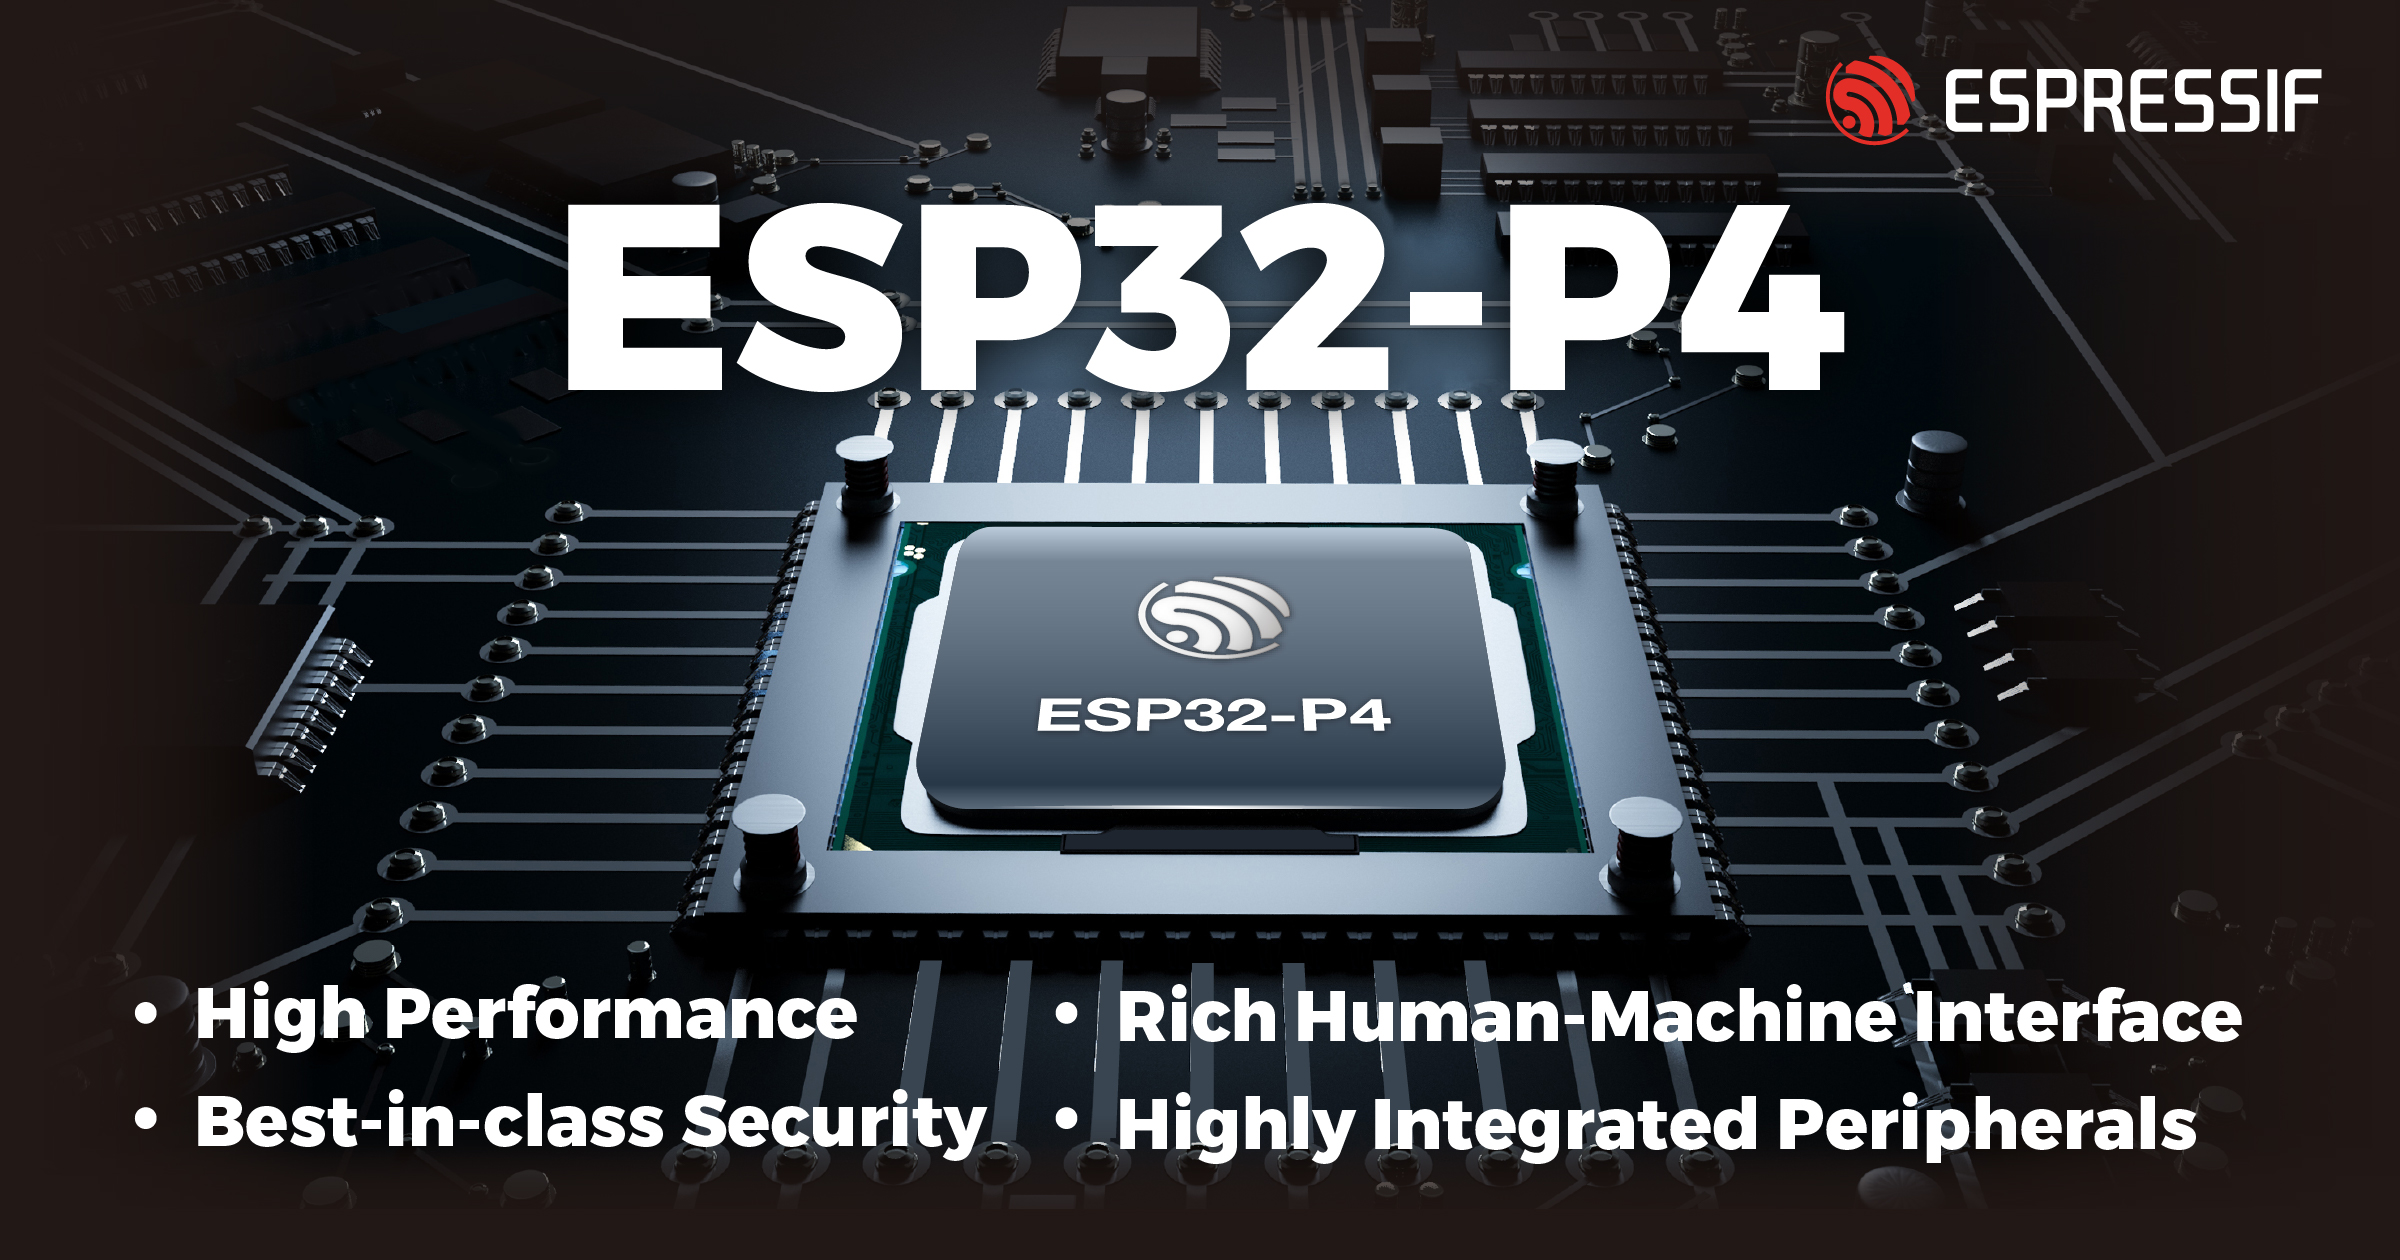 ESPRESSIF
ESP32-P4
ESP32-P4
• High Performance
• Best-in-class Security
• Rich Human-Machine Interface
• Highly Integrated Peripherals